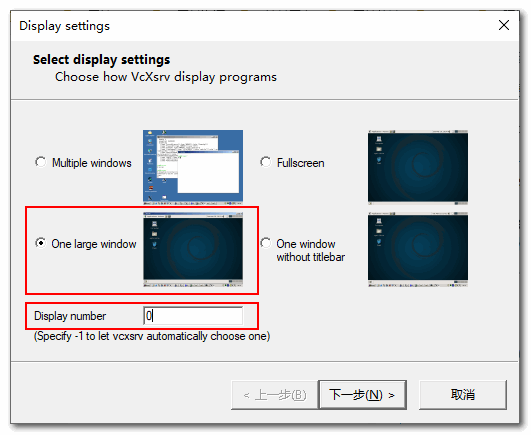 Display settings
Select display settings
Choose how VcXsrv display programs
Multiple windows
Fullscreen
One large window
One window
without titlebar
Display number
0
(Specify -1 to let vcxsrv automatically choose one)
< 上一步(B)
下一步(N) >
取消